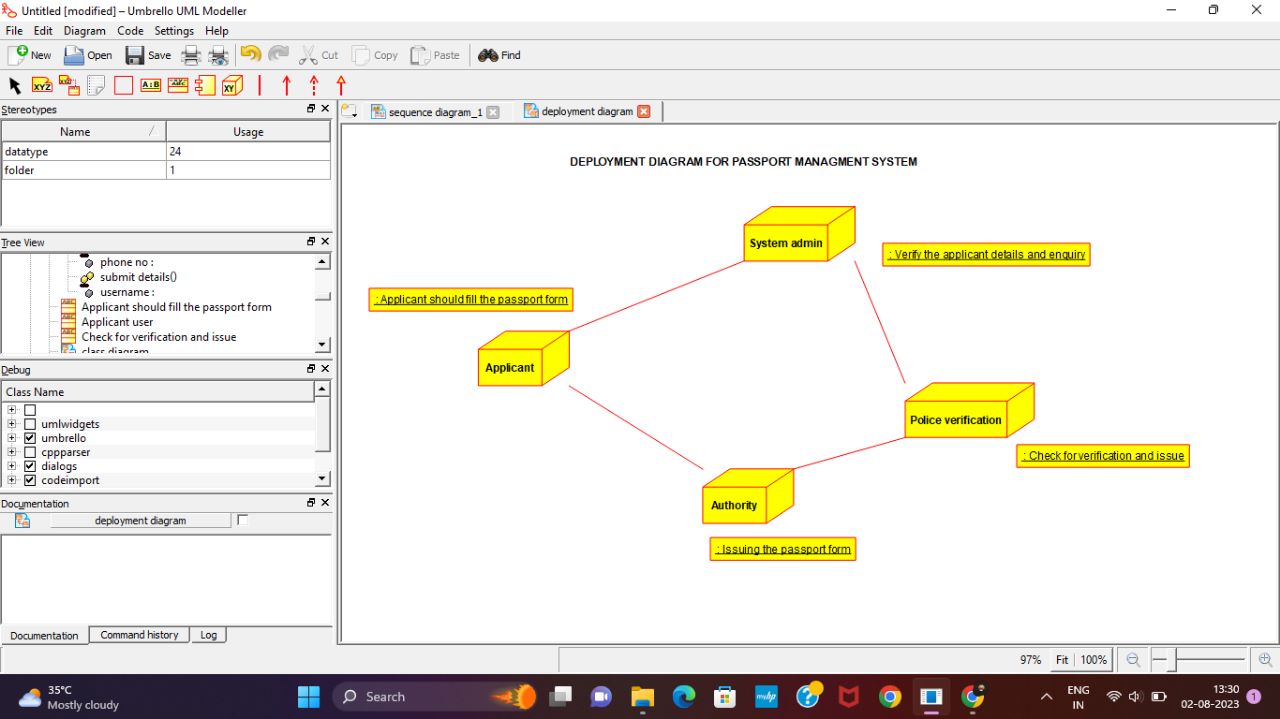 Untitled [modified] – Umbrello UML Modeller
File Edit Diagram Code Settings Help
New Open Save Cut Copy Paste Find
XYZ A:B ABC XY
Stereotypes
Name Usage
datatype 24
folder 1
Tree View
phone no :
submit details()
username :
Applicant should fill the passport form
Applicant user
Check for verification and issue
class diagram
Debug
Class Name
umlwidgets
umbrello
cppparser
dialogs
codeimport
Documentation
deployment diagram
Documentation Command history Log
sequence diagram_1 deployment diagram
DEPLOYMENT DIAGRAM FOR PASSPORT MANAGMENT SYSTEM
System admin
: Verify the applicant details and enquiry
: Applicant should fill the passport form
Applicant
Police verification
: Check for verification and issue
Authority
: Issuing the passport form
97% Fit 100%
35°C
Mostly cloudy
Search
myhp
ENG
IN
13:30
02-08-2023
1